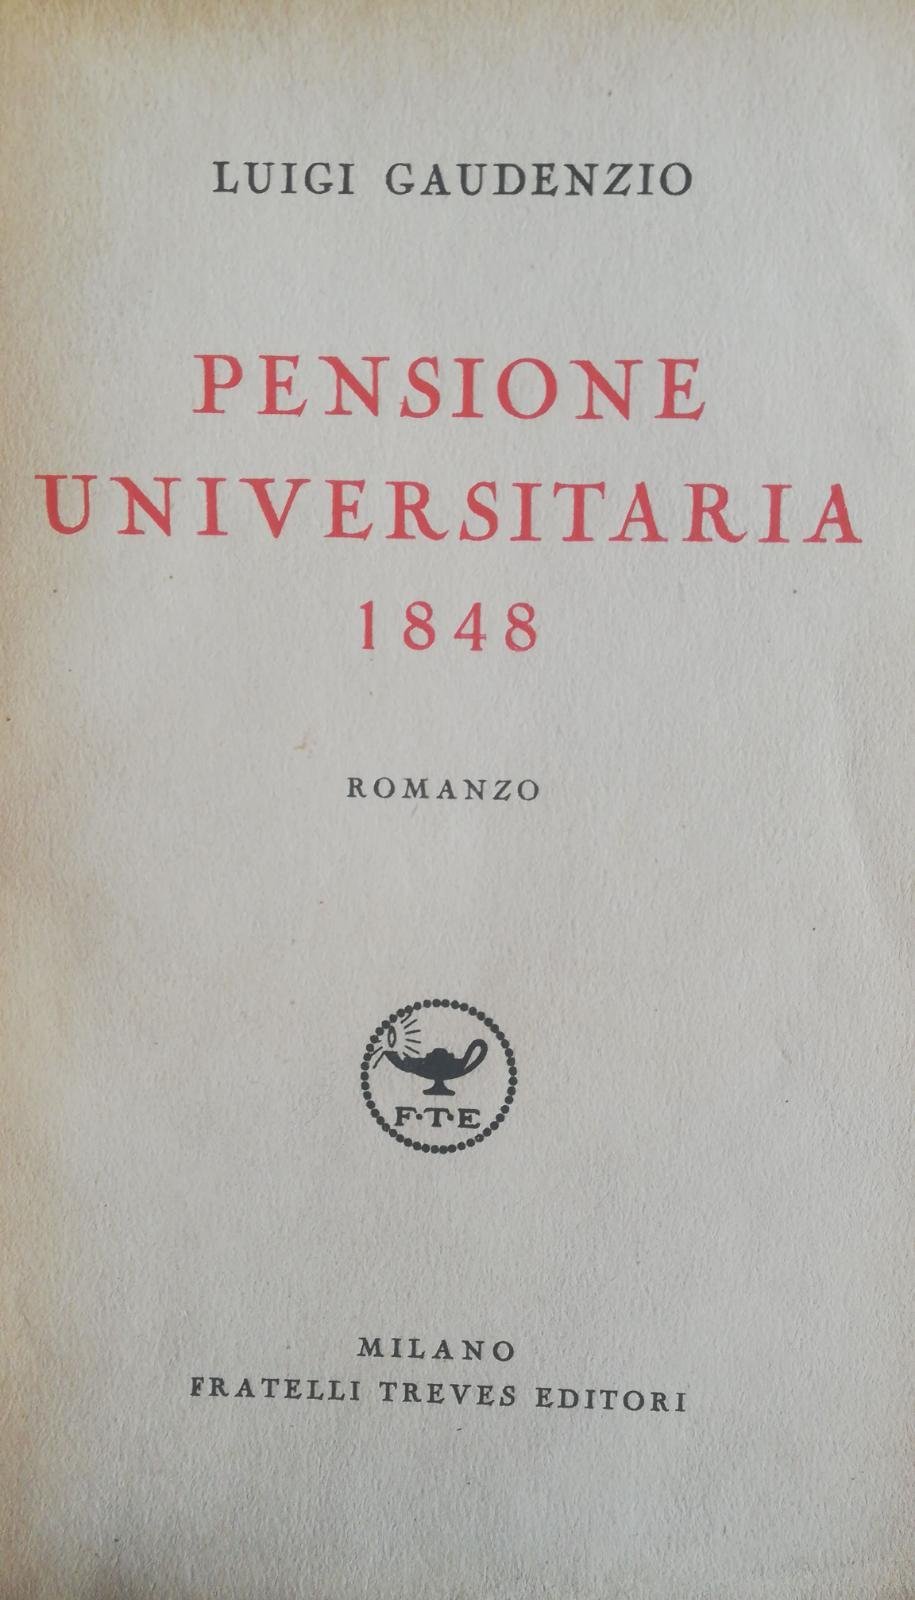 LUIGI GAUDENZIO
PENSIONE
UNIVERSITARIA
1848
ROMANZO
F·T·E
MILANO
FRATELLI TREVES EDITORI